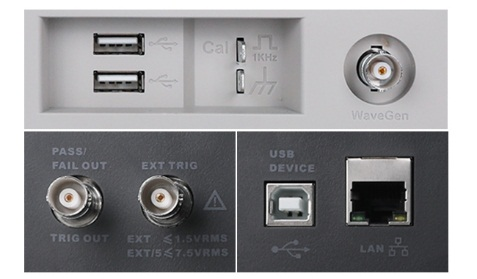 Cal
1KHz
WaveGen
PASS/
FAIL OUT
EXT TRIG
TRIG OUT
EXT ⩽1.5VRMS
EXT/5⩽7.5VRMS
USB
DEVICE
LAN